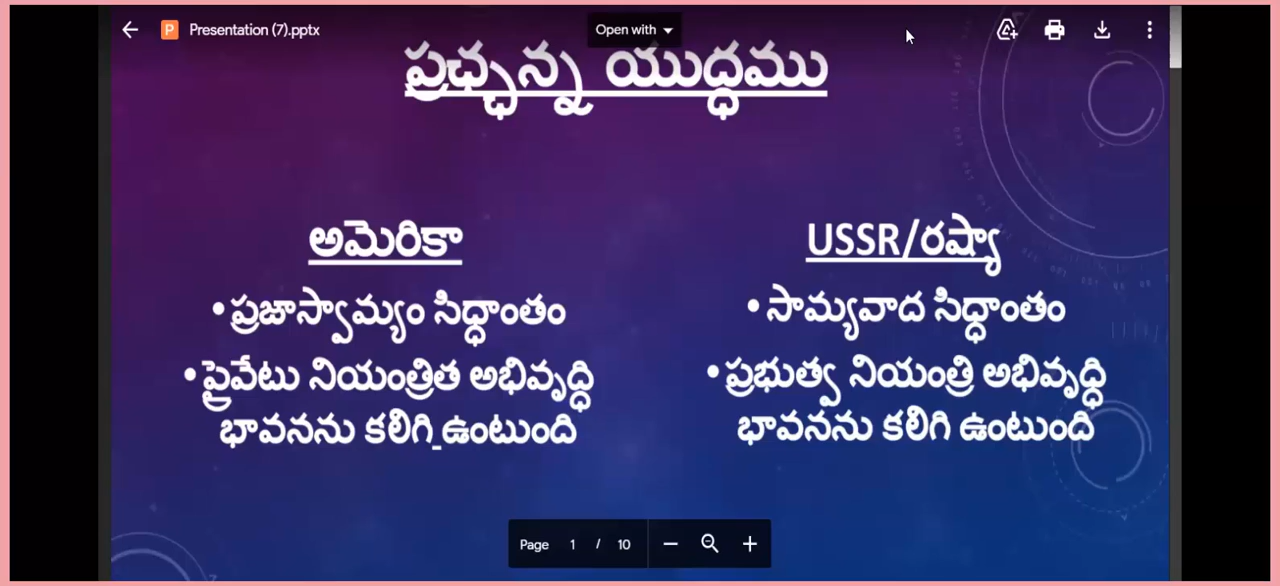 Presentation (7).pptx
Open with
ప్రచ్ఛన్న యుద్ధము
అమెరికా
•ప్రజాస్వామ్యం సిద్ధాంతం
•ప్రైవేటు నియంత్రిత అభివృద్ధి
భావనను కలిగి ఉంటుంది
USSR/రష్యా
•సామ్యవాద సిద్ధాంతం
•ప్రభుత్వ నియంత్రి అభివృద్ధి
భావనను కలిగి ఉంటుంది
Page 1 / 10